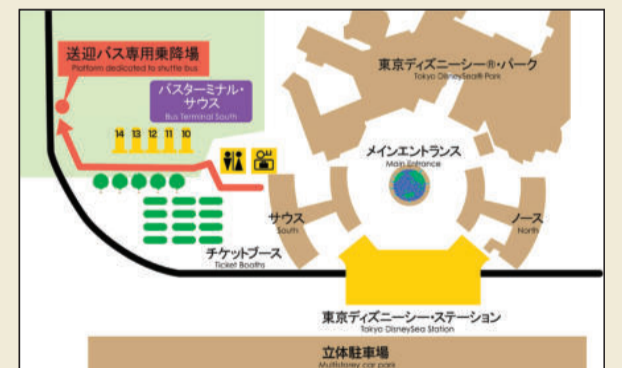 送迎バス専用乗降場
Platform dedicated to shuttle bus
東京ディズニーシー®・パーク
Tokyo DisneySea® Park
バスターミナル・
サウス
Bus Terminal South
14 13 12 11 10
メインエントランス
Main Entrance
サウス
South
ノース
North
チケットブース
Ticket Booths
東京ディズニーシー・ステーション
Tokyo DisneySea Station
立体駐車場
Multistorey car park